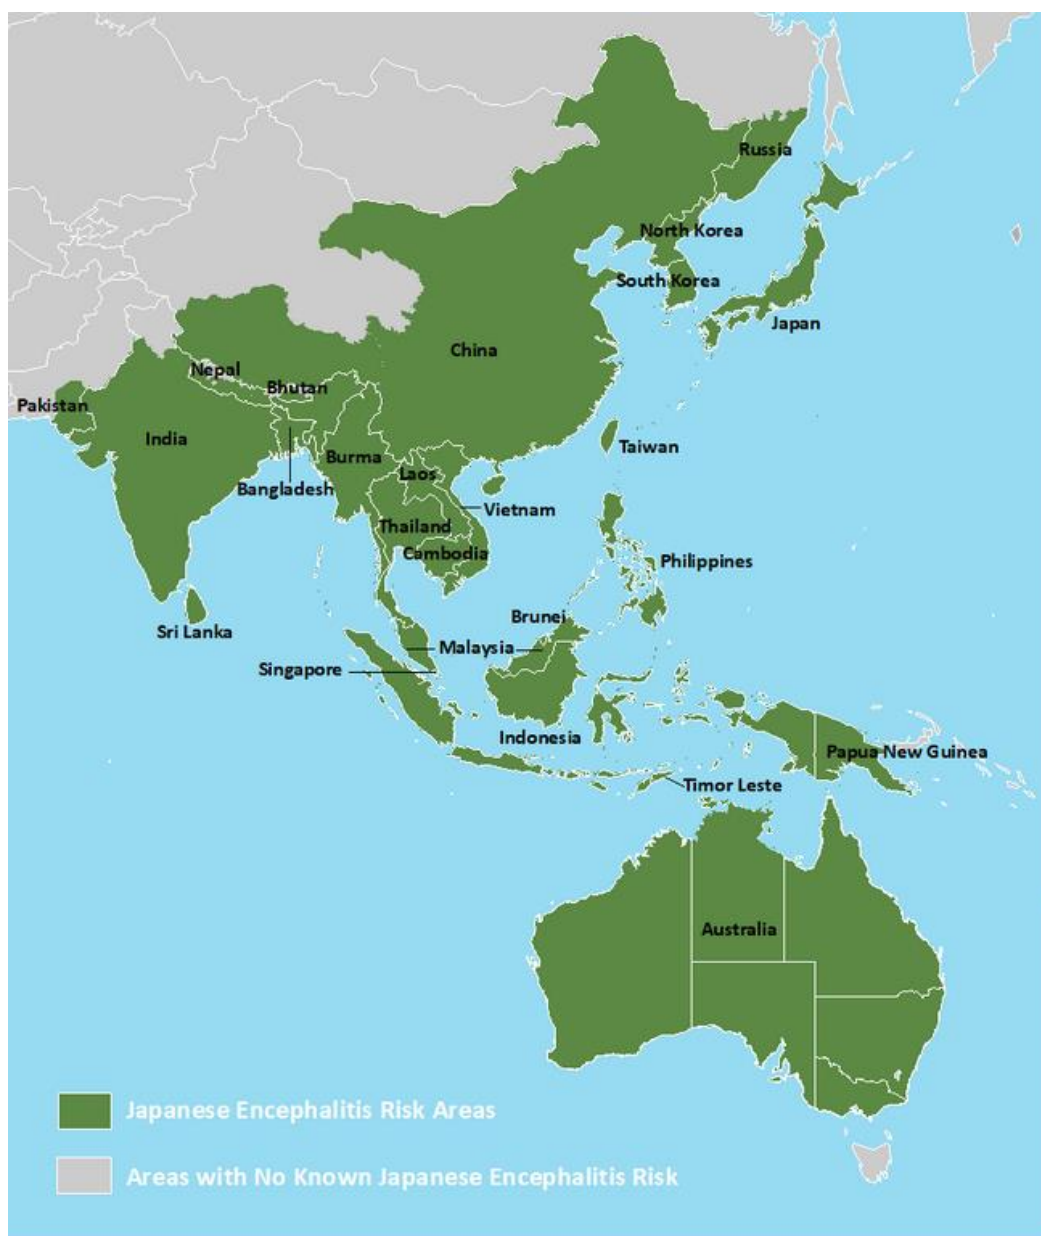 Russia
North Korea
South Korea
Japan
China
Nepal
Bhutan
Pakistan
India
Taiwan
Burma
Laos
Bangladesh
Vietnam
Thailand
Cambodia
Philippines
Brunei
Sri Lanka
Malaysia
Singapore
Indonesia
Papua New Guinea
Timor Leste
Australia
Japanese Encephalitis Risk Areas
Areas with No Known Japanese Encephalitis Risk